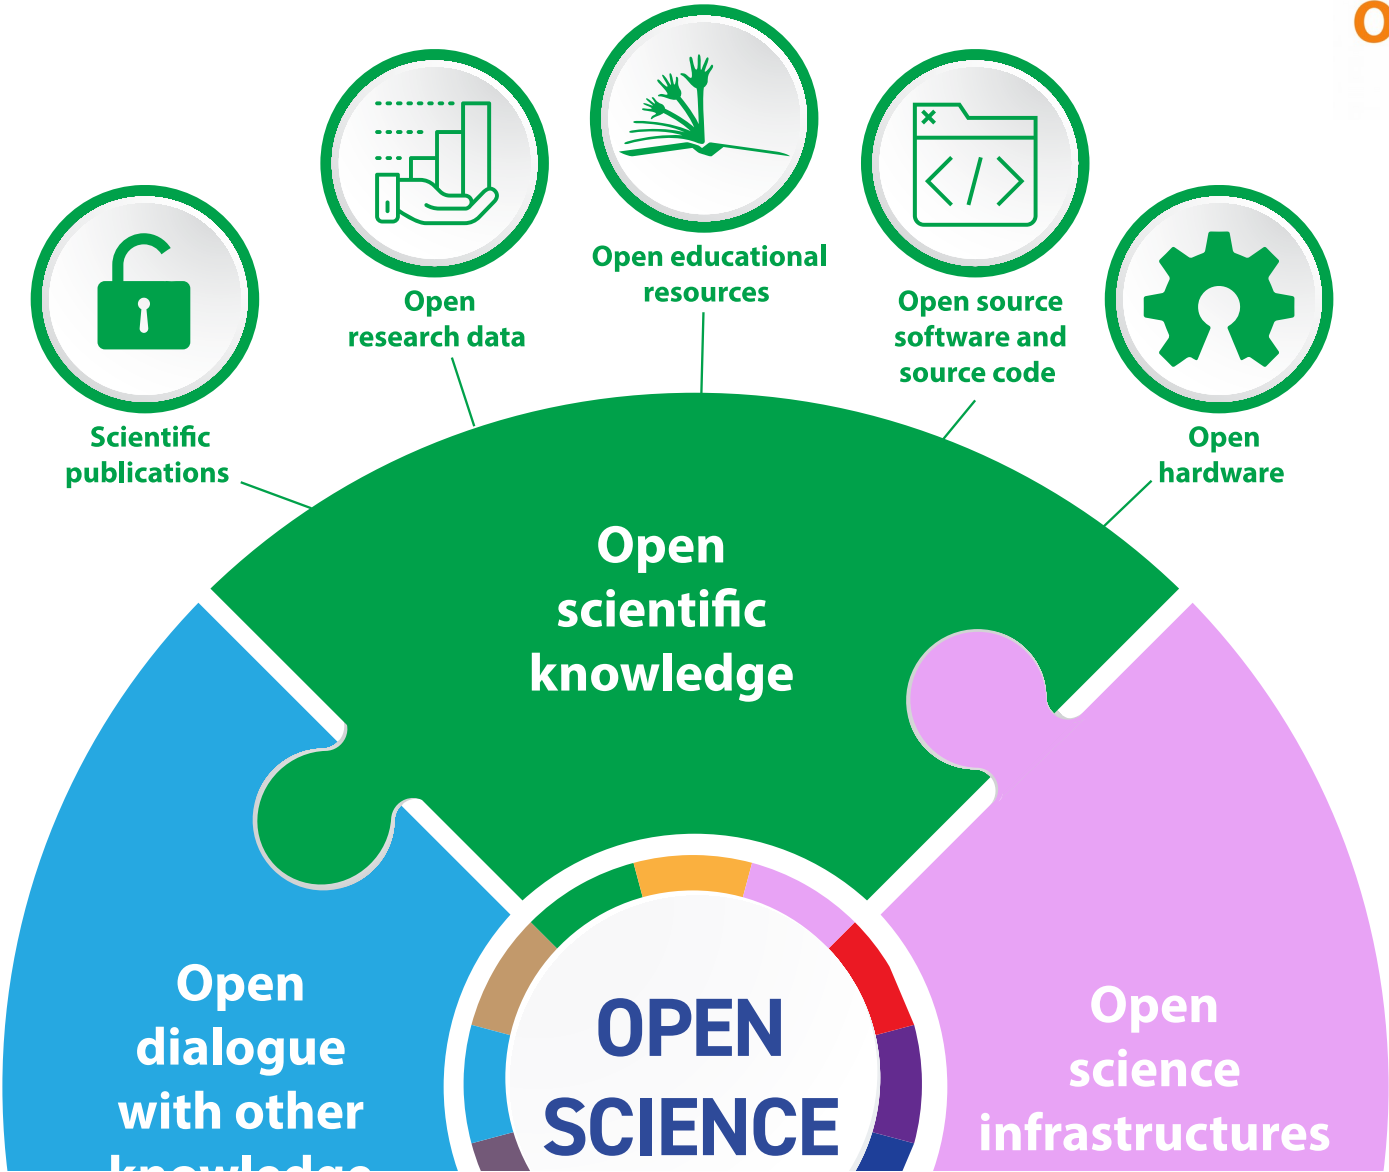 O
Open educational
resources
Open
research data
Open source
software and
source code
Scientific
publications
Open
hardware
Open
scientific
knowledge
Open
dialogue
with other
knowledge
Open
science
infrastructures
OPEN
SCIENCE